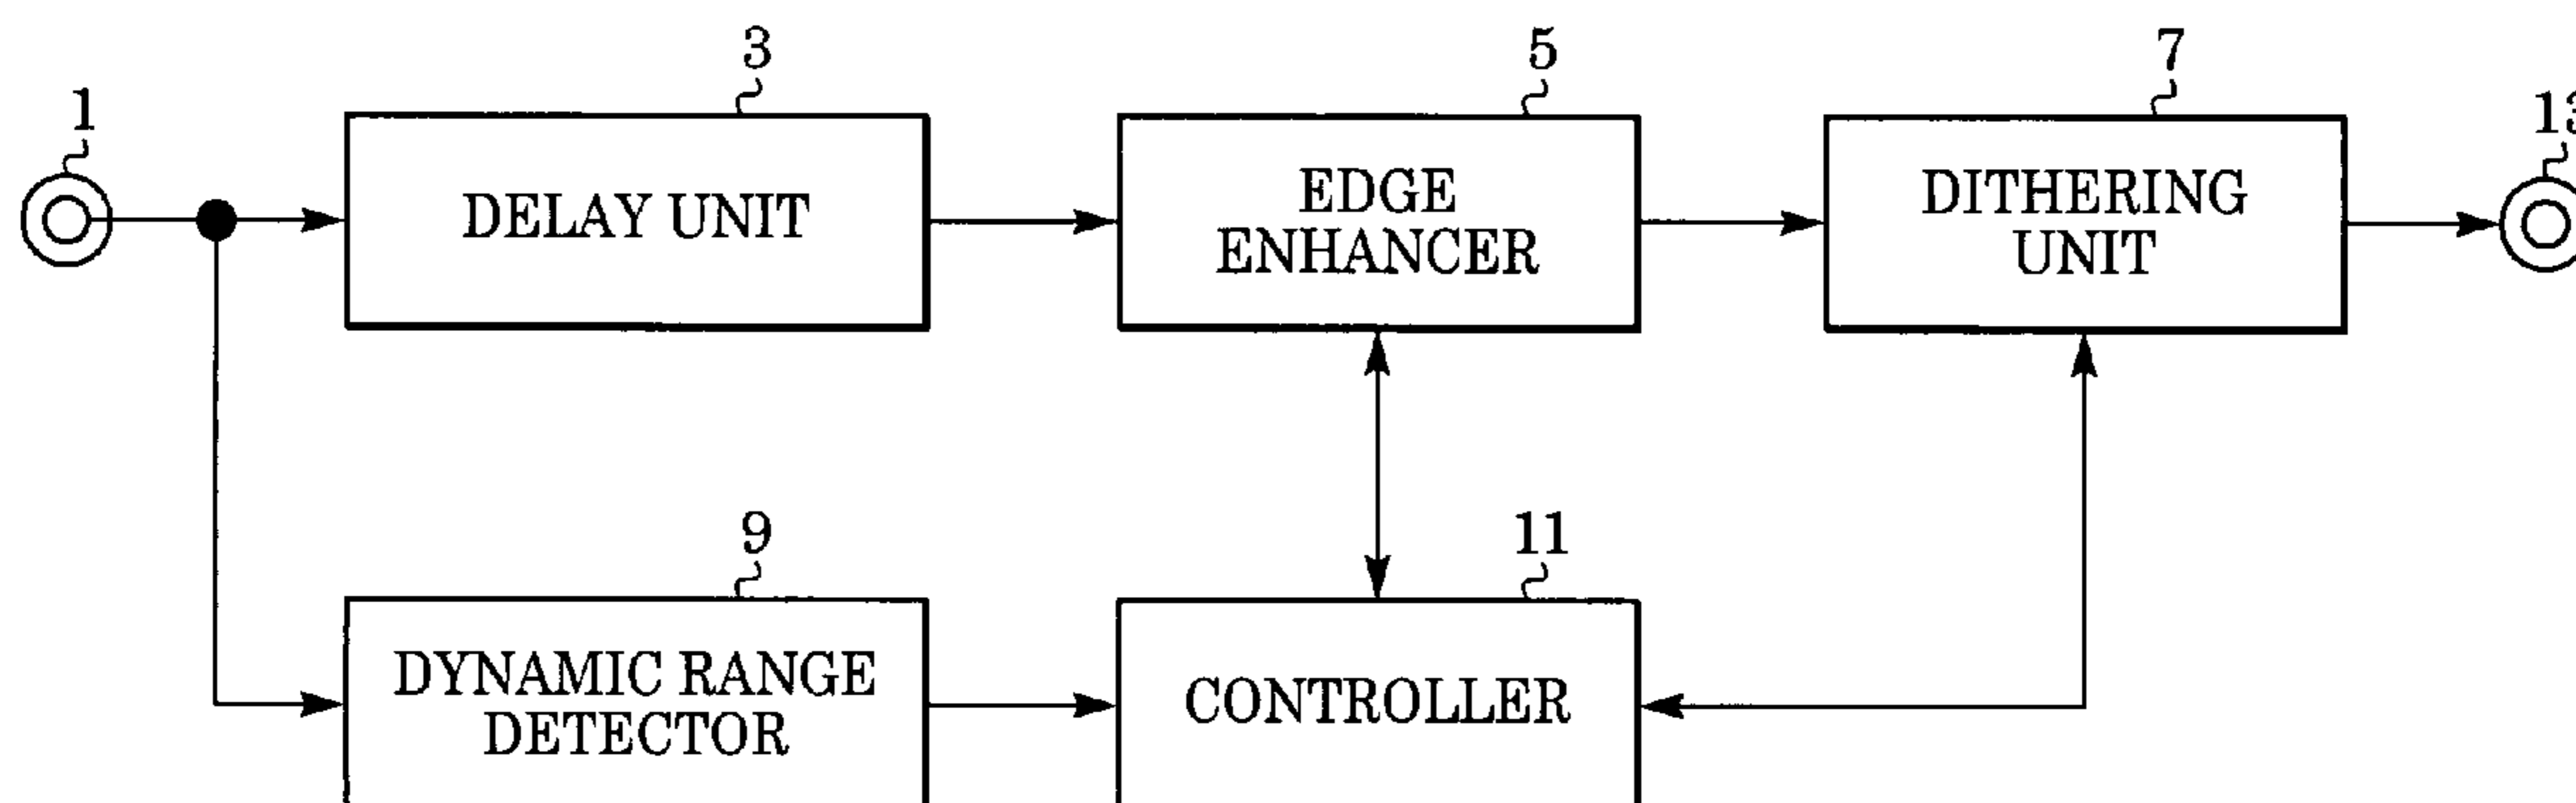 1
3
5
7
13
DELAY UNIT
EDGE
ENHANCER
DITHERING
UNIT
9
11
DYNAMIC RANGE
DETECTOR
CONTROLLER